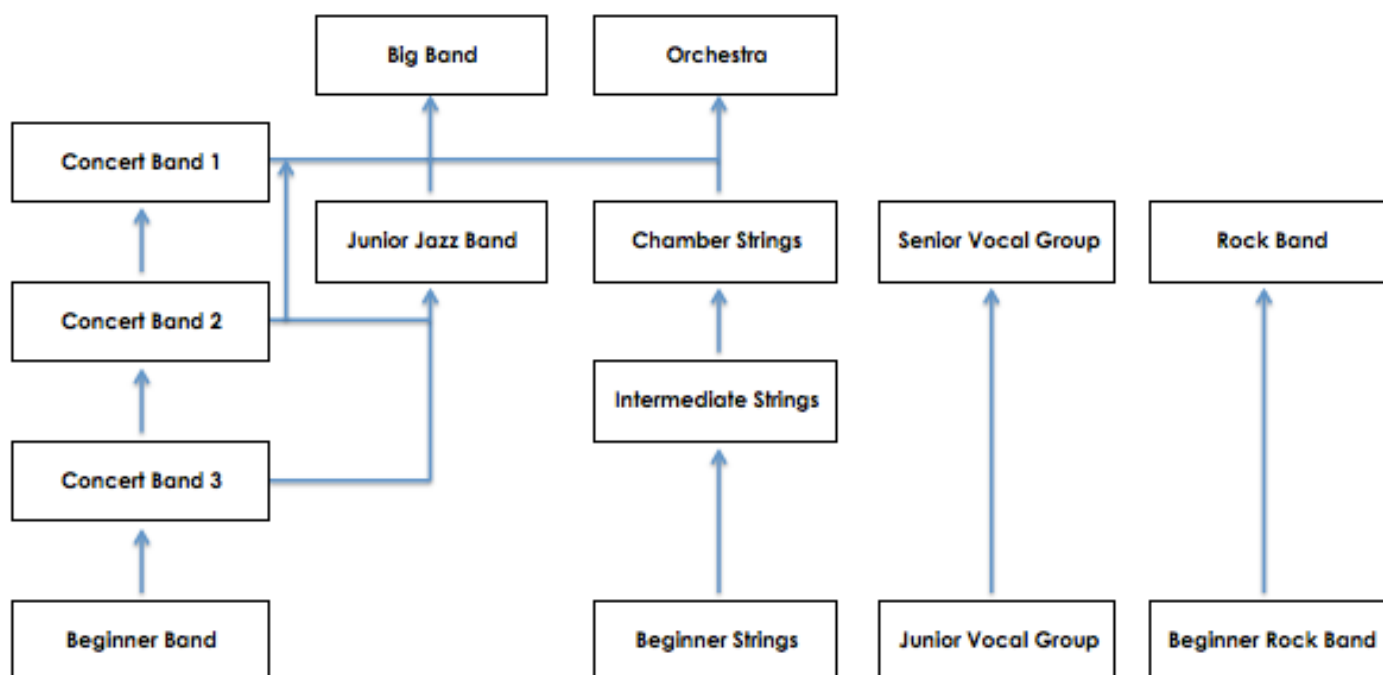 Big Band
Orchestra
Concert Band 1
Junior Jazz Band
Chamber Strings
Senior Vocal Group
Rock Band
Concert Band 2
Intermediate Strings
Concert Band 3
Beginner Band
Beginner Strings
Junior Vocal Group
Beginner Rock Band